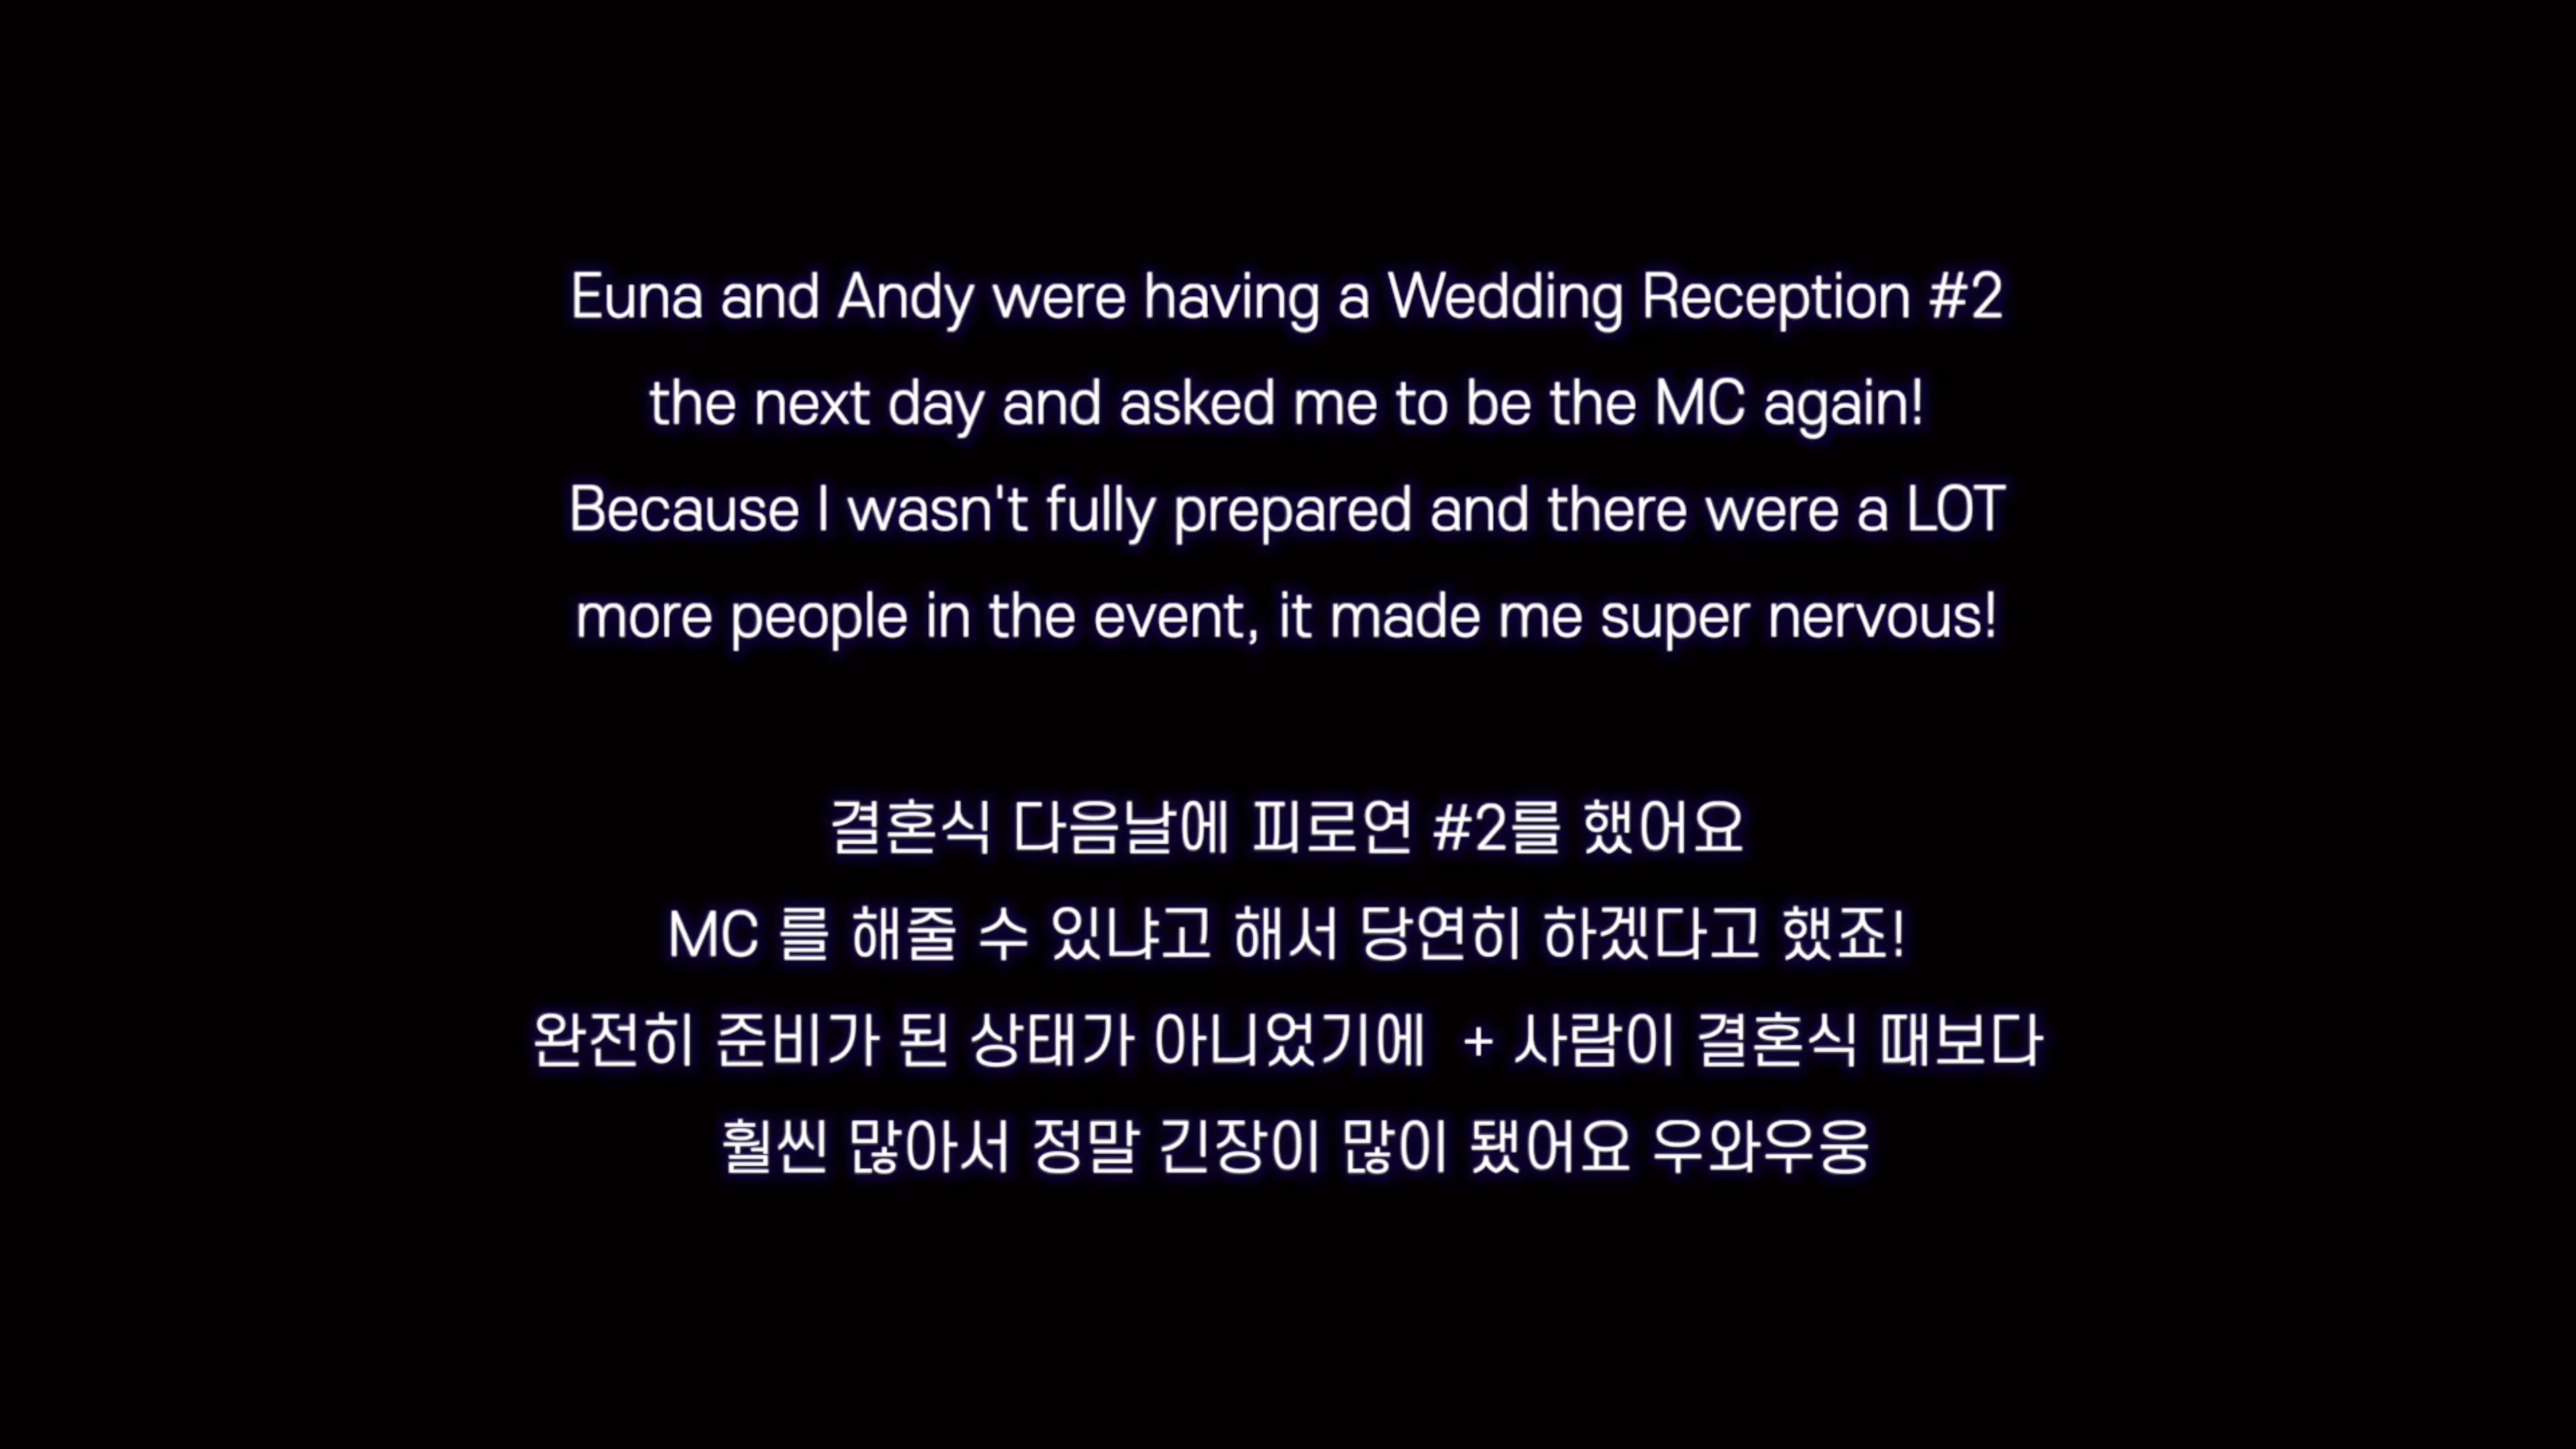 Euna and Andy were having a Wedding Reception #2
the next day and asked me to be the MC again!
Because I wasn't fully prepared and there were a LOT
more people in the event, it made me super nervous!
결혼식 다음날에 피로연 #2를 했어요
MC 를 해줄 수 있냐고 해서 당연히 하겠다고 했죠!
완전히 준비가 된 상태가 아니었기에 + 사람이 결혼식 때보다
훨씬 많아서 정말 긴장이 많이 됐어요 우와우웅